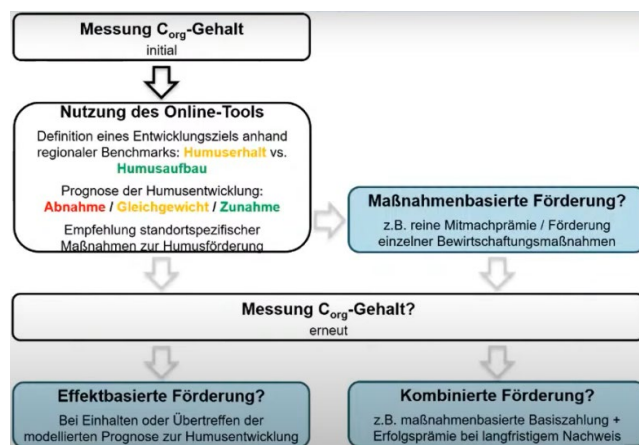 Messung Corg-Gehalt
initial
Nutzung des Online-Tools
Definition eines Entwicklungsziels anhand
regionaler Benchmarks: Humuserhalt vs.
Humusaufbau
Prognose der Humusentwicklung:
Abnahme / Gleichgewicht / Zunahme
Empfehlung standortspezifischer
Maßnahmen zur Humusförderung
Maßnahmenbasierte Förderung?
z.B. reine Mitmachprämie / Förderung
einzelner Bewirtschaftungsmaßnahmen
Messung Corg-Gehalt?
erneut
Effektbasierte Förderung?
Bei Einhalten oder Übertreffen der
modellierten Prognose zur Humusentwicklung
Kombinierte Förderung?
z.B. maßnahmenbasierte Basiszahlung +
Erfolgsprämie bei langfristigem Nachweis